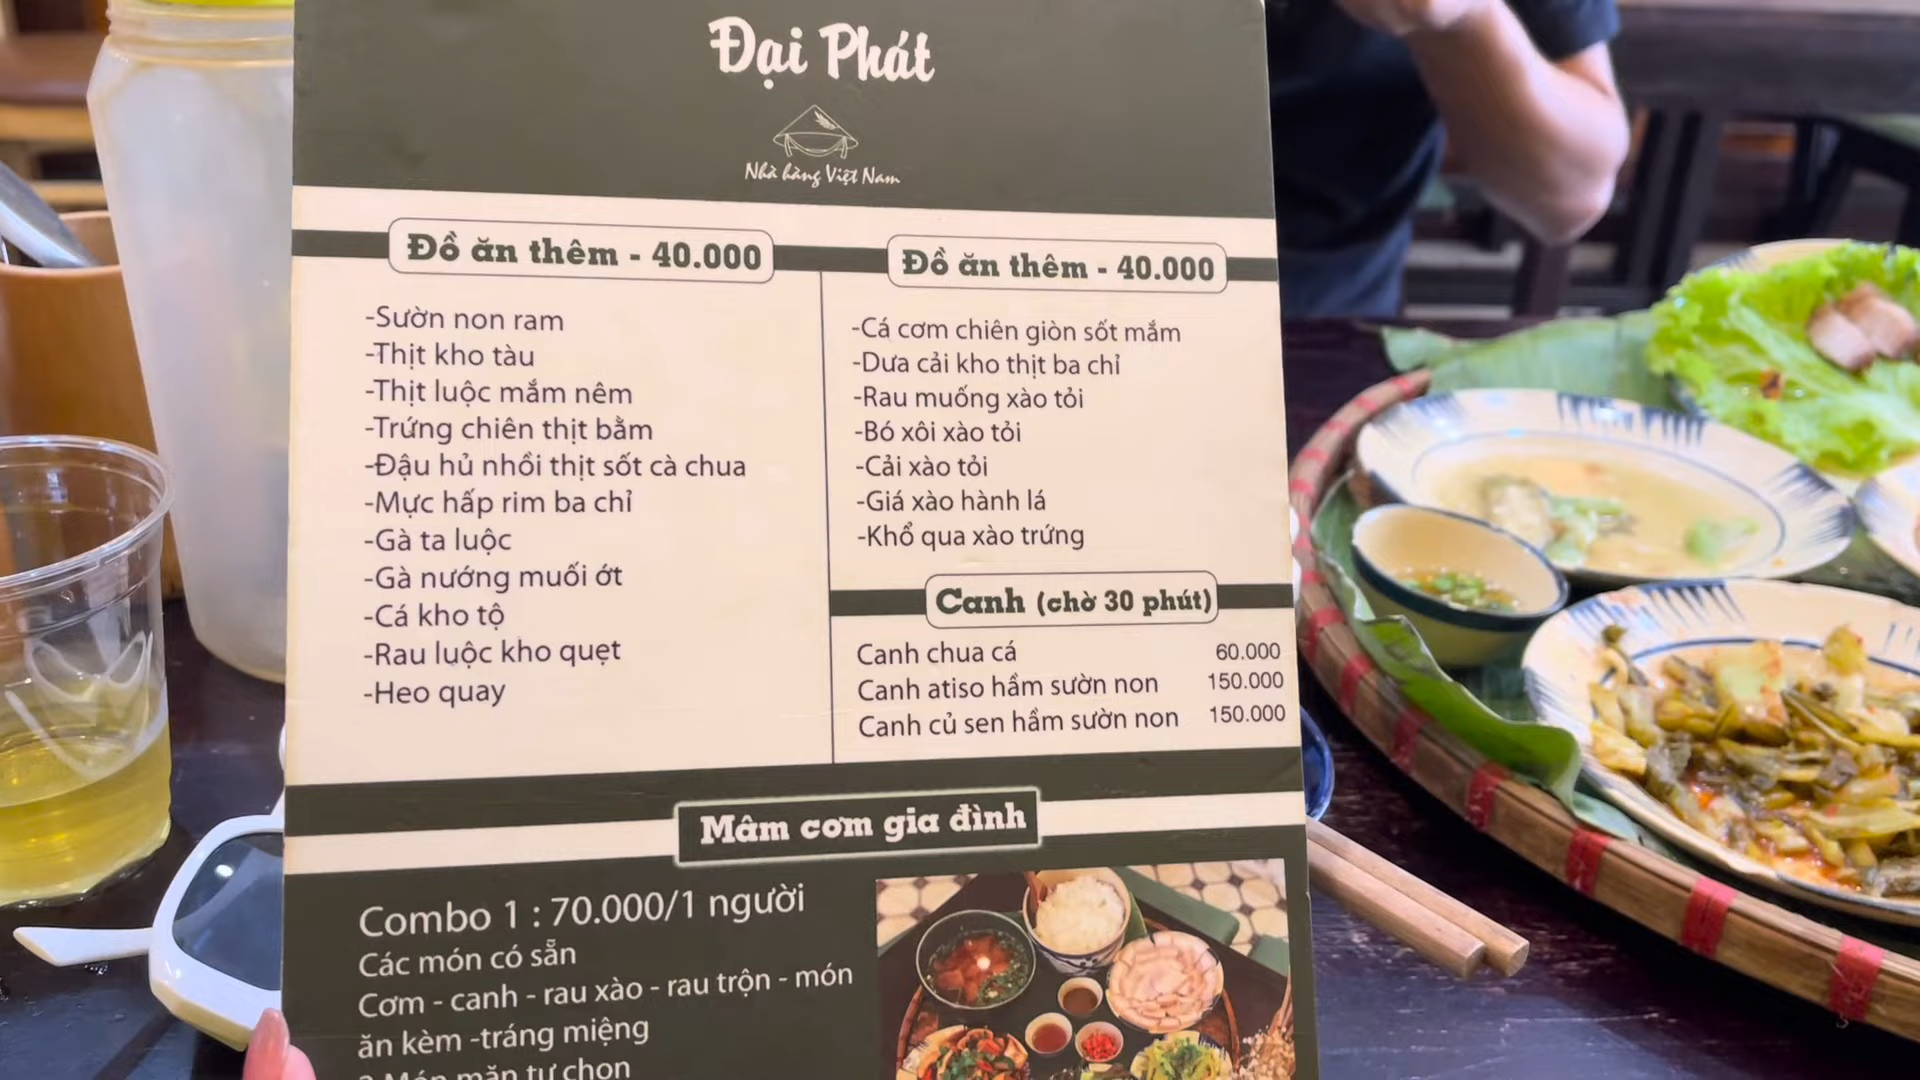 Đại Phát
Nhà hàng Việt Nam
Đồ ăn thêm - 40.000
-Sườn non ram
-Thịt kho tàu
-Thịt luộc mắm nêm
-Trứng chiên thịt bằm
-Đậu hủ nhồi thịt sốt cà chua
-Mực hấp rim ba chỉ
-Gà ta luộc
-Gà nướng muối ớt
-Cá kho tộ
-Rau luộc kho quẹt
-Heo quay
Đồ ăn thêm - 40.000
-Cá cơm chiên giòn sốt mắm
-Dưa cải kho thịt ba chỉ
-Rau muống xào tỏi
-Bó xôi xào tỏi
-Cải xào tỏi
-Giá xào hành lá
-Khổ qua xào trứng
Canh (chờ 30 phút)
Canh chua cá 60.000
Canh atiso hầm sườn non 150.000
Canh củ sen hầm sườn non 150.000
Mâm cơm gia đình
Combo 1 : 70.000/1 người
Các món có sẵn
Cơm - canh - rau xào - rau trộn - món
ăn kèm -tráng miệng
Món mặn tự chọn